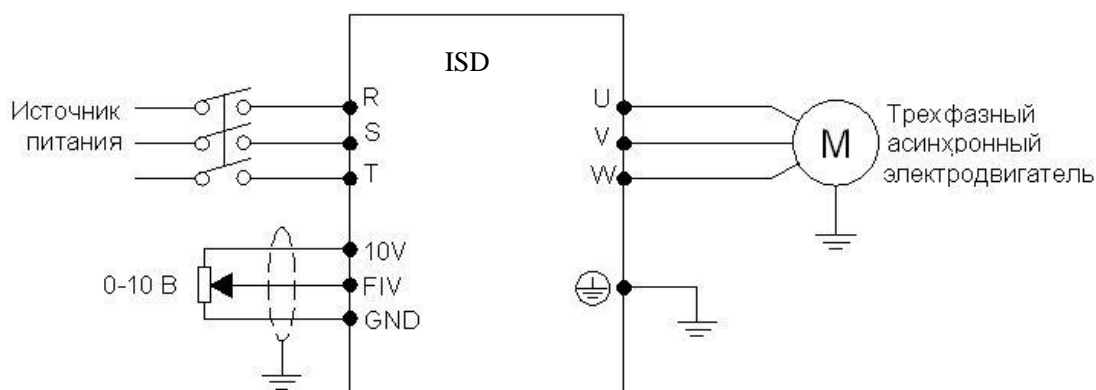 ISD
Источник
питания
R
S
T
U
V
W
M
Трехфазный
асинхронный
электродвигатель
0-10 В
10V
FIV
GND